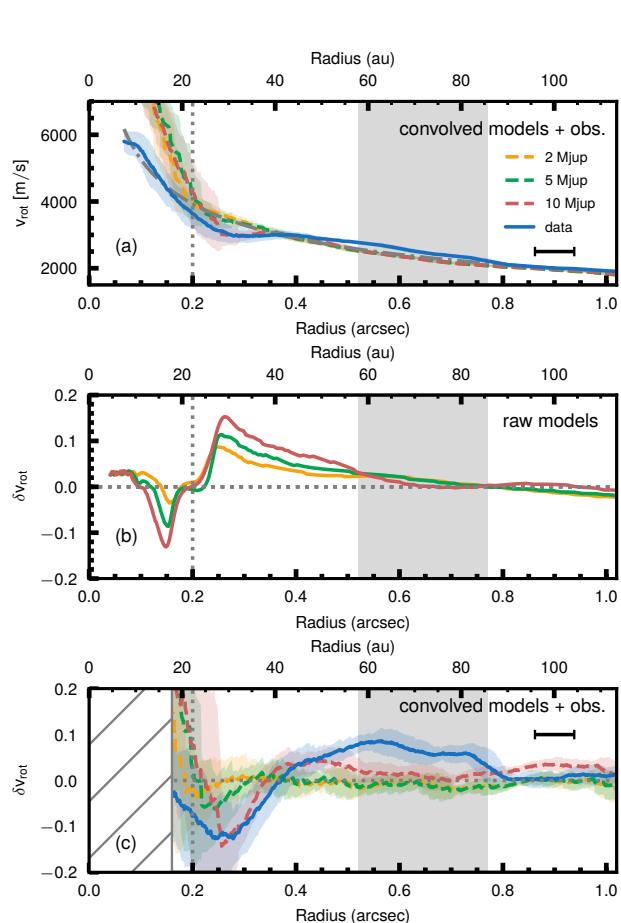 Radius (au)
0 20 40 60 80 100
convolved models + obs.
2 Mjup
5 Mjup
10 Mjup
data
v_rot [m/s]
6000
4000
2000
(a)
0.0 0.2 0.4 0.6 0.8 1.0
Radius (arcsec)
Radius (au)
0 20 40 60 80 100
raw models
δv_rot
0.2
0.1
0.0
−0.1
−0.2
(b)
0.0 0.2 0.4 0.6 0.8 1.0
Radius (arcsec)
Radius (au)
0 20 40 60 80 100
convolved models + obs.
δv_rot
0.2
0.1
0.0
−0.1
−0.2
(c)
0.0 0.2 0.4 0.6 0.8 1.0
Radius (arcsec)